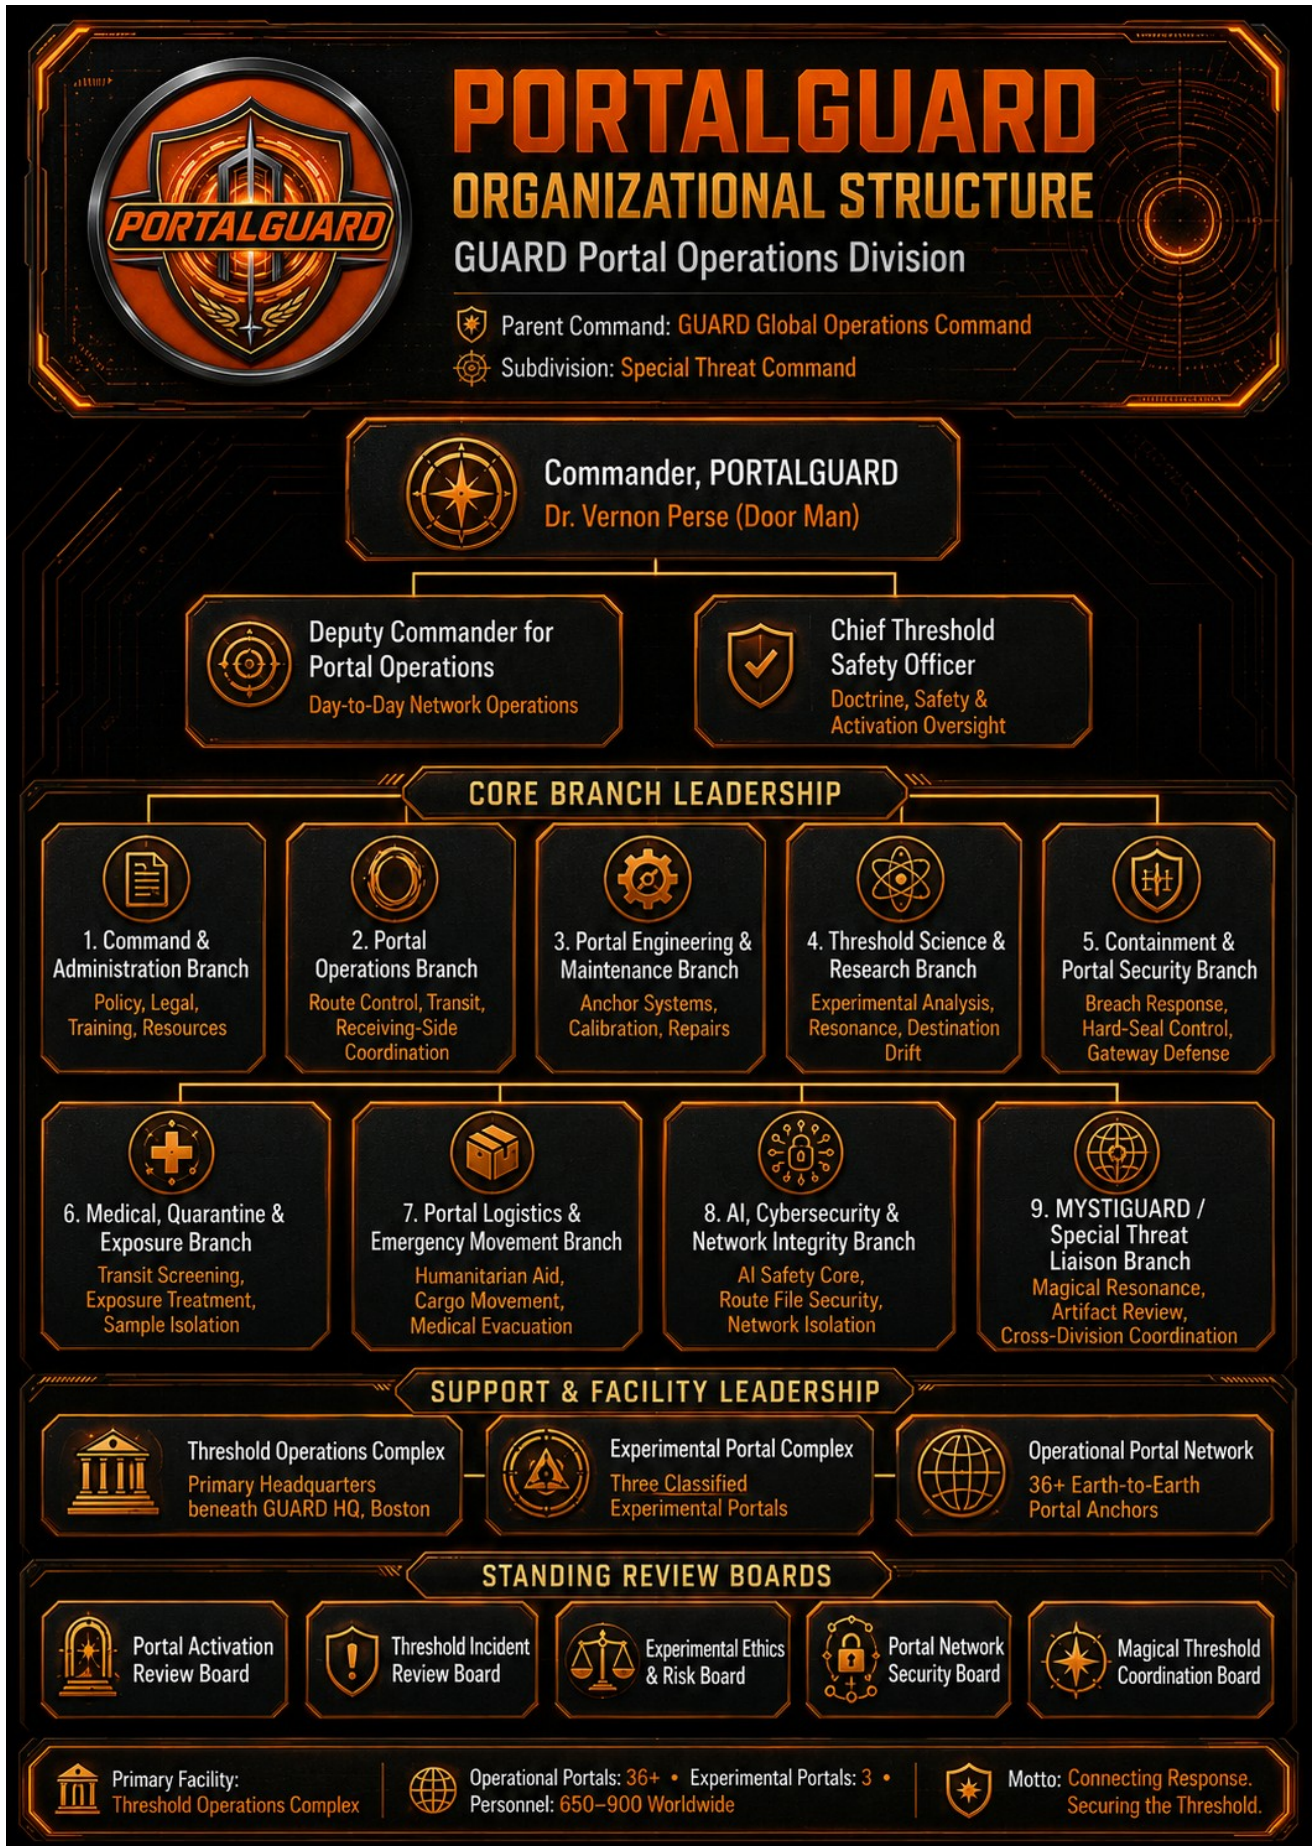 PORTALGUARD
PORTALGUARD
ORGANIZATIONAL STRUCTURE
GUARD Portal Operations Division
Parent Command: GUARD Global Operations Command
Subdivision: Special Threat Command
Commander, PORTALGUARD
Dr. Vernon Perse (Door Man)
Deputy Commander for
Portal Operations
Day-to-Day Network Operations
Chief Threshold
Safety Officer
Doctrine, Safety &
Activation Oversight
CORE BRANCH LEADERSHIP
1. Command &
Administration Branch
Policy, Legal,
Training, Resources
2. Portal
Operations Branch
Route Control, Transit,
Receiving-Side
Coordination
3. Portal Engineering &
Maintenance Branch
Anchor Systems,
Calibration, Repairs
4. Threshold Science &
Research Branch
Experimental Analysis,
Resonance, Destination
Drift
5. Containment &
Portal Security Branch
Breach Response,
Hard-Seal Control,
Gateway Defense
6. Medical, Quarantine &
Exposure Branch
Transit Screening,
Exposure Treatment,
Sample Isolation
7. Portal Logistics &
Emergency Movement Branch
Humanitarian Aid,
Cargo Movement,
Medical Evacuation
8. AI, Cybersecurity &
Network Integrity Branch
AI Safety Core,
Route File Security,
Network Isolation
9. MYSTIGUARD /
Special Threat
Liaison Branch
Magical Resonance,
Artifact Review,
Cross-Division Coordination
SUPPORT & FACILITY LEADERSHIP
Threshold Operations Complex
Primary Headquarters
beneath GUARD HQ, Boston
Experimental Portal Complex
Three Classified
Experimental Portals
Operational Portal Network
36+ Earth-to-Earth
Portal Anchors
STANDING REVIEW BOARDS
Portal Activation
Review Board
Threshold Incident
Review Board
Experimental Ethics
& Risk Board
Portal Network
Security Board
Magical Threshold
Coordination Board
Primary Facility:
Threshold Operations Complex
Operational Portals: 36+ • Experimental Portals: 3 •
Personnel: 650–900 Worldwide
Motto: Connecting Response.
Securing the Threshold.